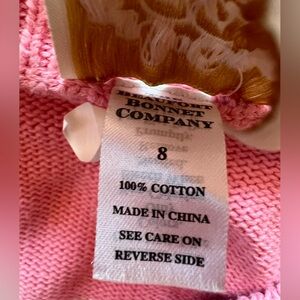 BEAUFORT
BONNET
COMPANY
8
100% COTTON
MADE IN CHINA
SEE CARE ON
REVERSE SIDE